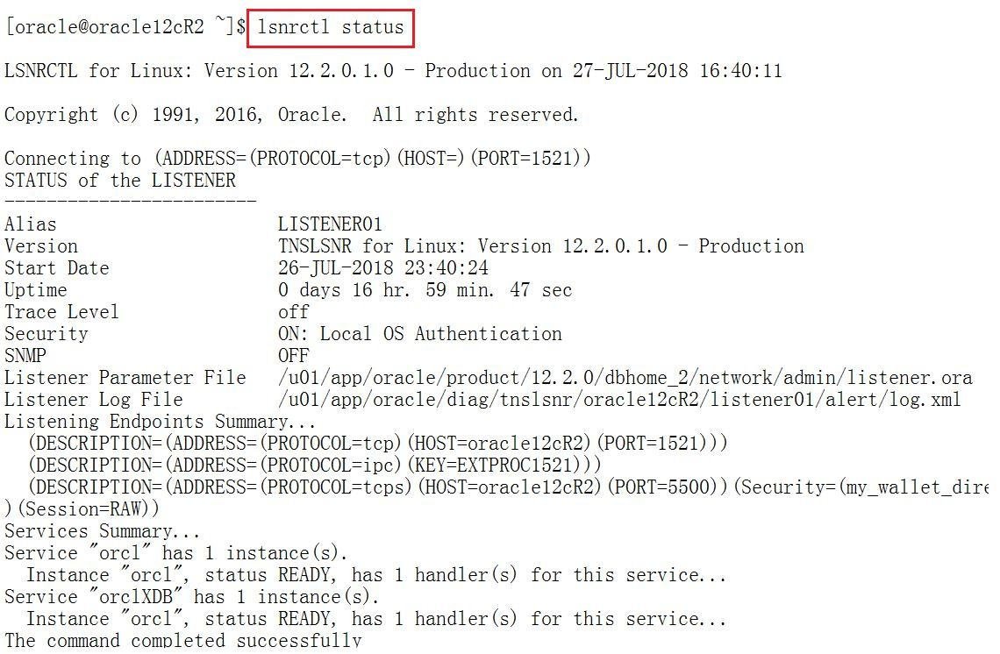 [oracle@oracle12cR2 ~]$ lsnrctl status
LSNRCTL for Linux: Version 12.2.0.1.0 - Production on 27-JUL-2018 16:40:11
Copyright (c) 1991, 2016, Oracle.  All rights reserved.
Connecting to (ADDRESS=(PROTOCOL=tcp)(HOST=)(PORT=1521))
STATUS of the LISTENER
------------------------
Alias                     LISTENER01
Version                   TNSLSNR for Linux: Version 12.2.0.1.0 - Production
Start Date                26-JUL-2018 23:40:24
Uptime                    0 days 16 hr. 59 min. 47 sec
Trace Level               off
Security                  ON: Local OS Authentication
SNMP                      OFF
Listener Parameter File   /u01/app/oracle/product/12.2.0/dbhome_2/network/admin/listener.ora
Listener Log File         /u01/app/oracle/diag/tnslsnr/oracle12cR2/listener01/alert/log.xml
Listening Endpoints Summary...
  (DESCRIPTION=(ADDRESS=(PROTOCOL=tcp)(HOST=oracle12cR2)(PORT=1521)))
  (DESCRIPTION=(ADDRESS=(PROTOCOL=ipc)(KEY=EXTPROC1521)))
  (DESCRIPTION=(ADDRESS=(PROTOCOL=tcps)(HOST=oracle12cR2)(PORT=5500))(Security=(my_wallet_dire
)(Session=RAW))
Services Summary...
Service "orcl" has 1 instance(s).
  Instance "orcl", status READY, has 1 handler(s) for this service...
Service "orclXDB" has 1 instance(s).
  Instance "orcl", status READY, has 1 handler(s) for this service...
The command completed successfully